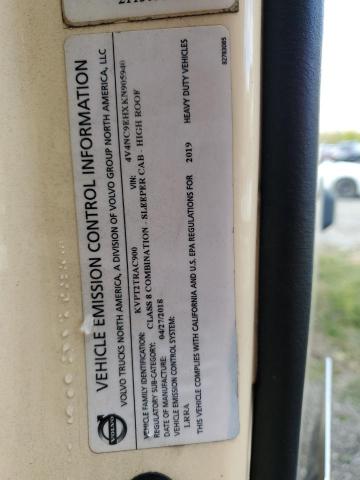 VEHICLE EMISSION CONTROL INFORMATION
VOLVO TRUCKS NORTH AMERICA, A DIVISION OF VOLVO GROUP NORTH AMERICA, LLC
VEHICLE FAMILY IDENTIFICATION: KVPT2TRAC900 VIN: 4V4NC9EHXKN905940
REGULATORY SUB-CATEGORY: CLASS 8 COMBINATION - SLEEPER CAB - HIGH ROOF
DATE OF MANUFACTURE: 04/27/2018
VEHICLE EMISSION CONTROL SYSTEM:
LRRA
THIS VEHICLE COMPLIES WITH CALIFORNIA AND U.S. EPA REGULATIONS FOR 2019 HEAVY DUTY VEHICLES
82783085
VOLVO